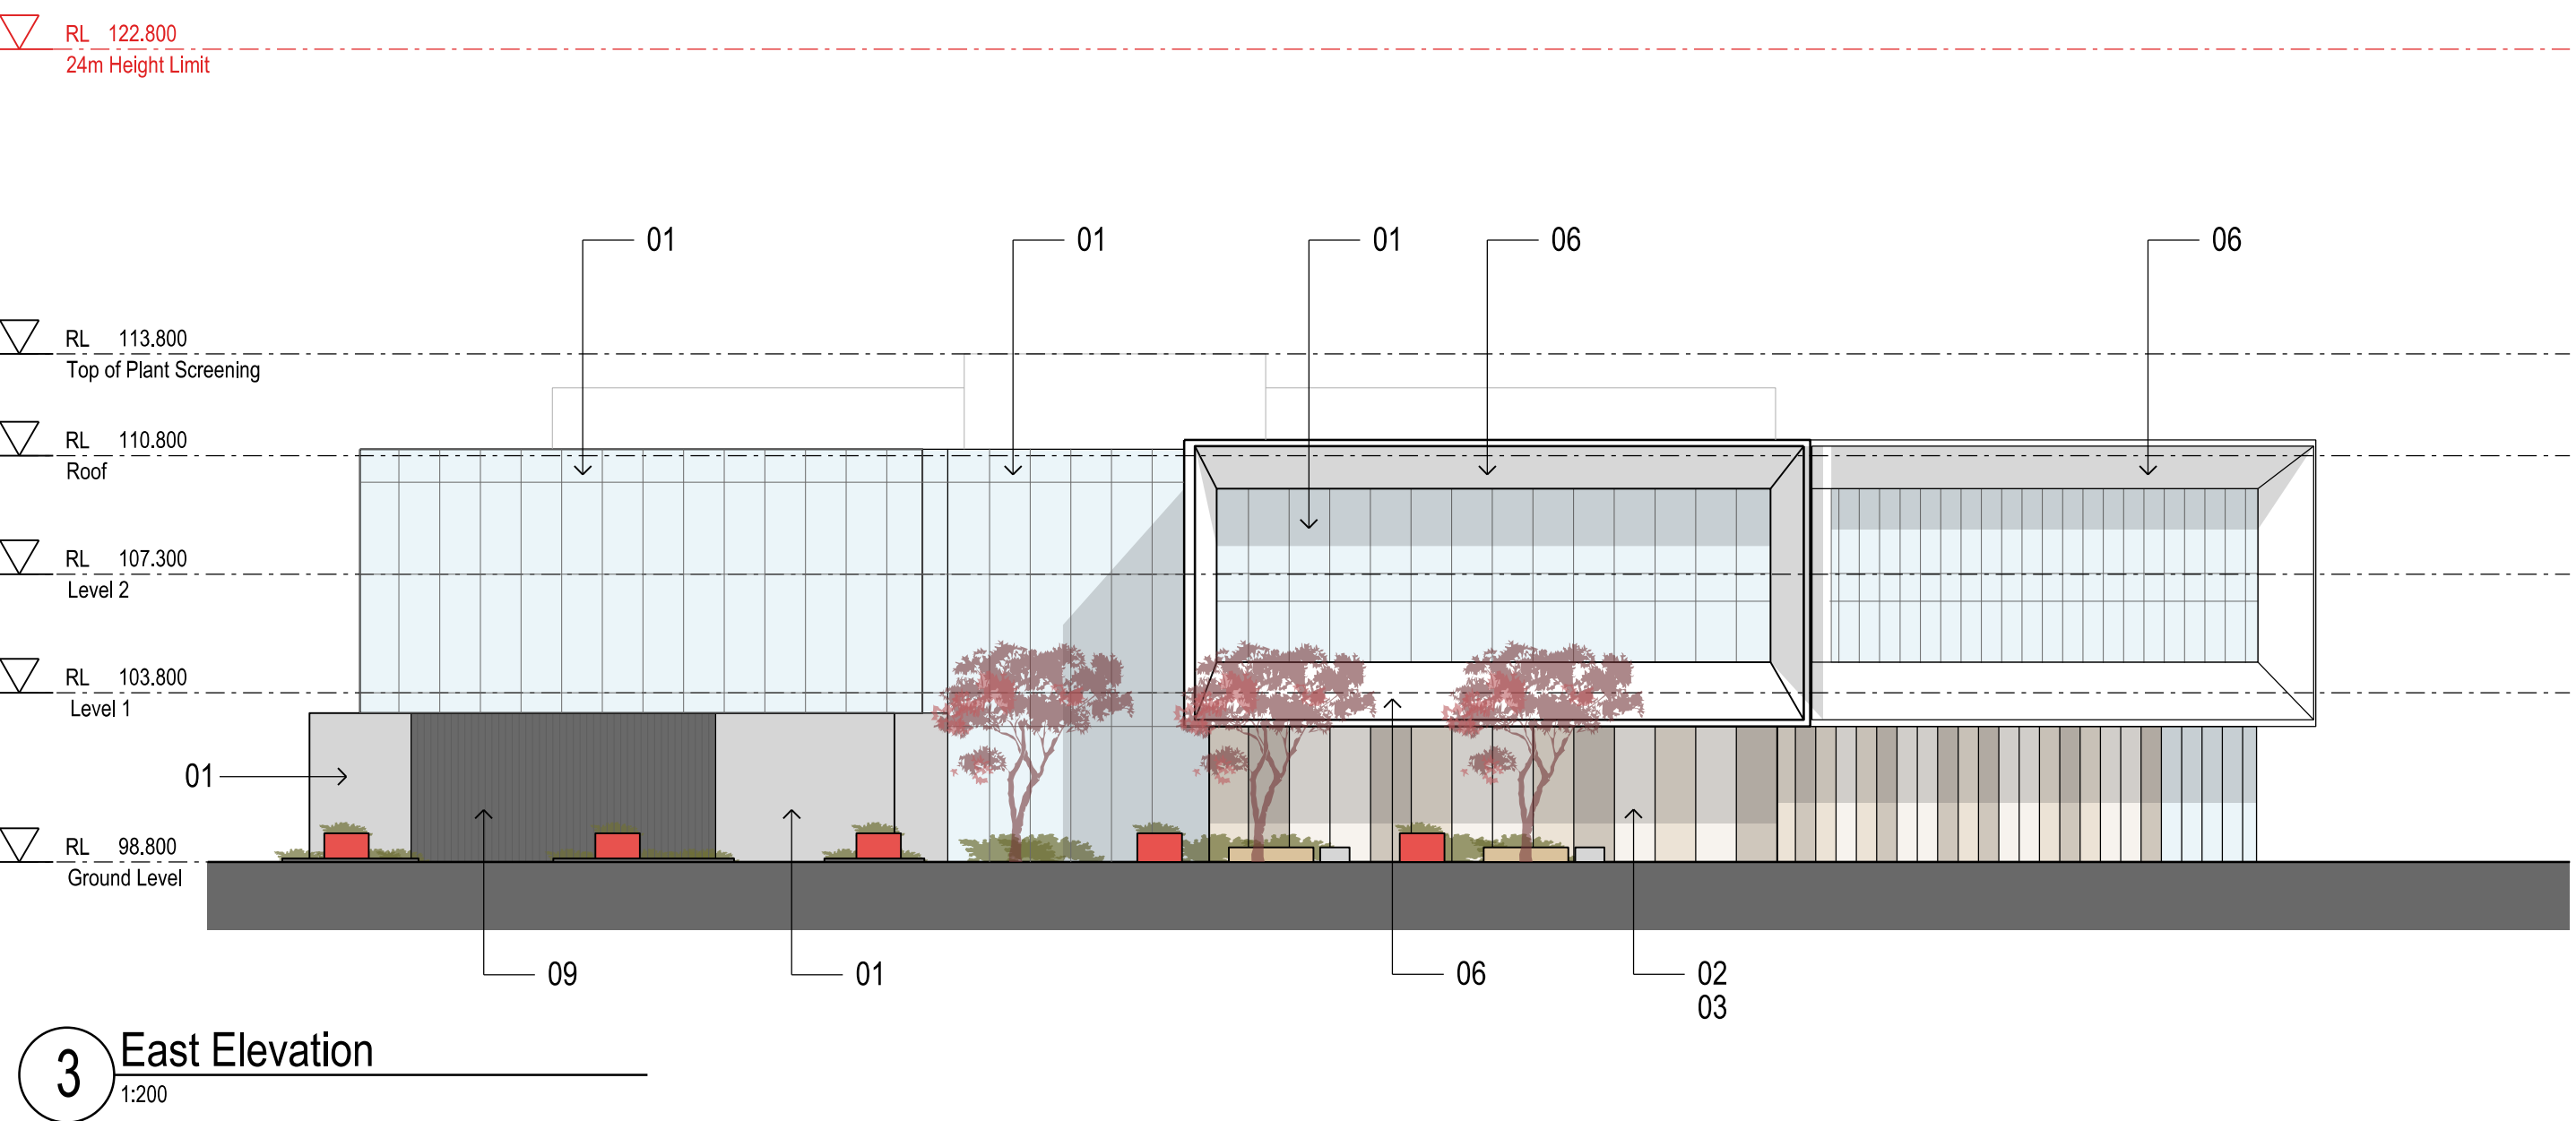 RL 122.800
24m Height Limit
01 01 01 06 06
RL 113.800
Top of Plant Screening
RL 110.800
Roof
RL 107.300
Level 2
RL 103.800
Level 1
01
RL 98.800
Ground Level
09 01 06 02
03
3 East Elevation
1:200